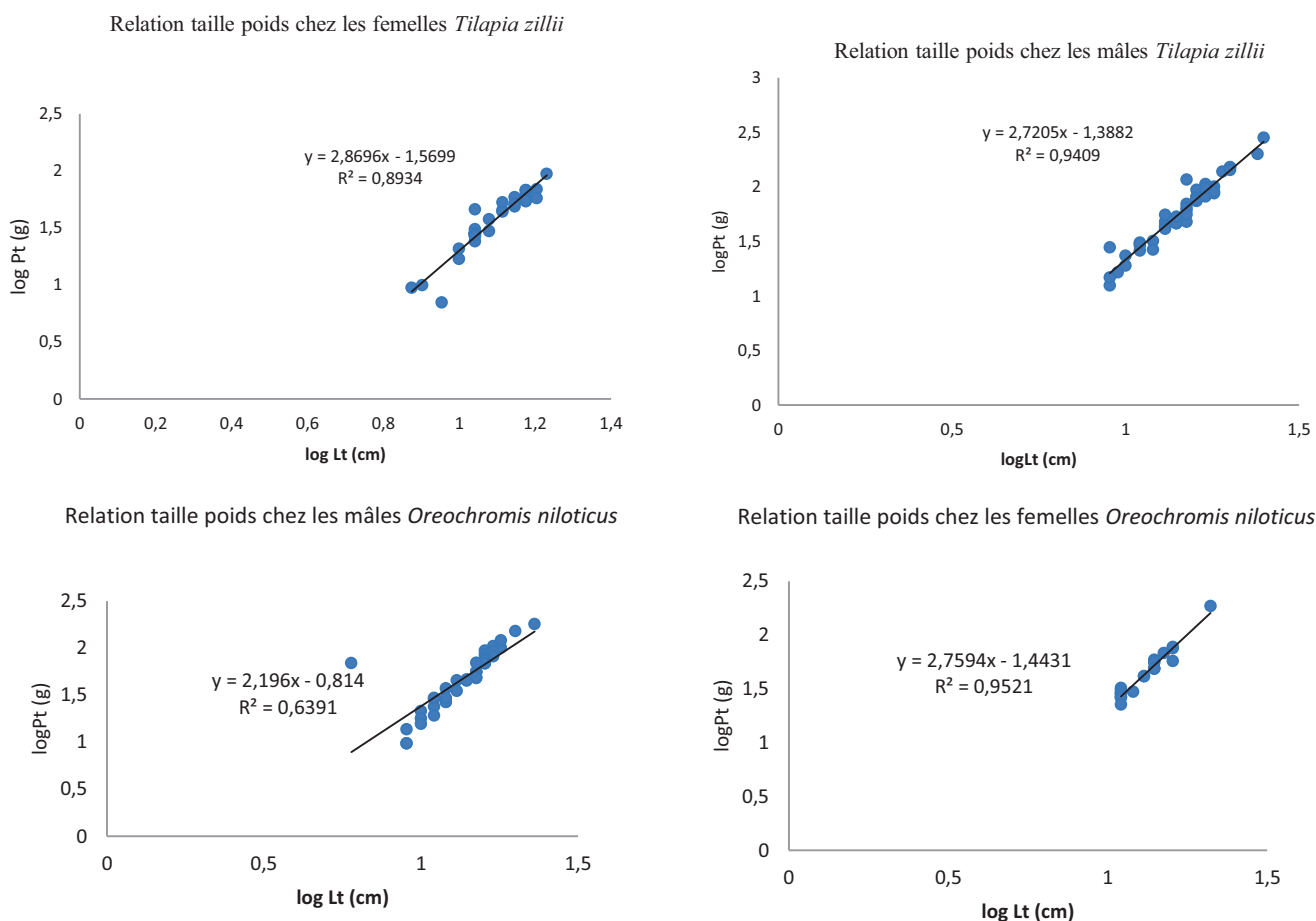 Relation taille poids chez les femelles Tilapia zillii
2,5
2
1,5
1
0,5
0
0
0,2
0,4
0,6
0,8
1
1,2
1,4
y = 2,8696x - 1,5699
R² = 0,8934
log Pt (g)
log Lt (cm)
Relation taille poids chez les mâles Tilapia zillii
3
2,5
2
1,5
1
0,5
0
0
0,5
1
1,5
y = 2,7205x - 1,3882
R² = 0,9409
logPt (g)
logLt (cm)
Relation taille poids chez les mâles Oreochromis niloticus
2,5
2
1,5
1
0,5
0
0
0,5
1
1,5
y = 2,196x - 0,814
R² = 0,6391
logPt (g)
log Lt (cm)
Relation taille poids chez les femelles Oreochromis niloticus
2,5
2
1,5
1
0,5
0
0
0,5
1
1,5
y = 2,7594x - 1,4431
R² = 0,9521
logPt (g)
log Lt (cm)